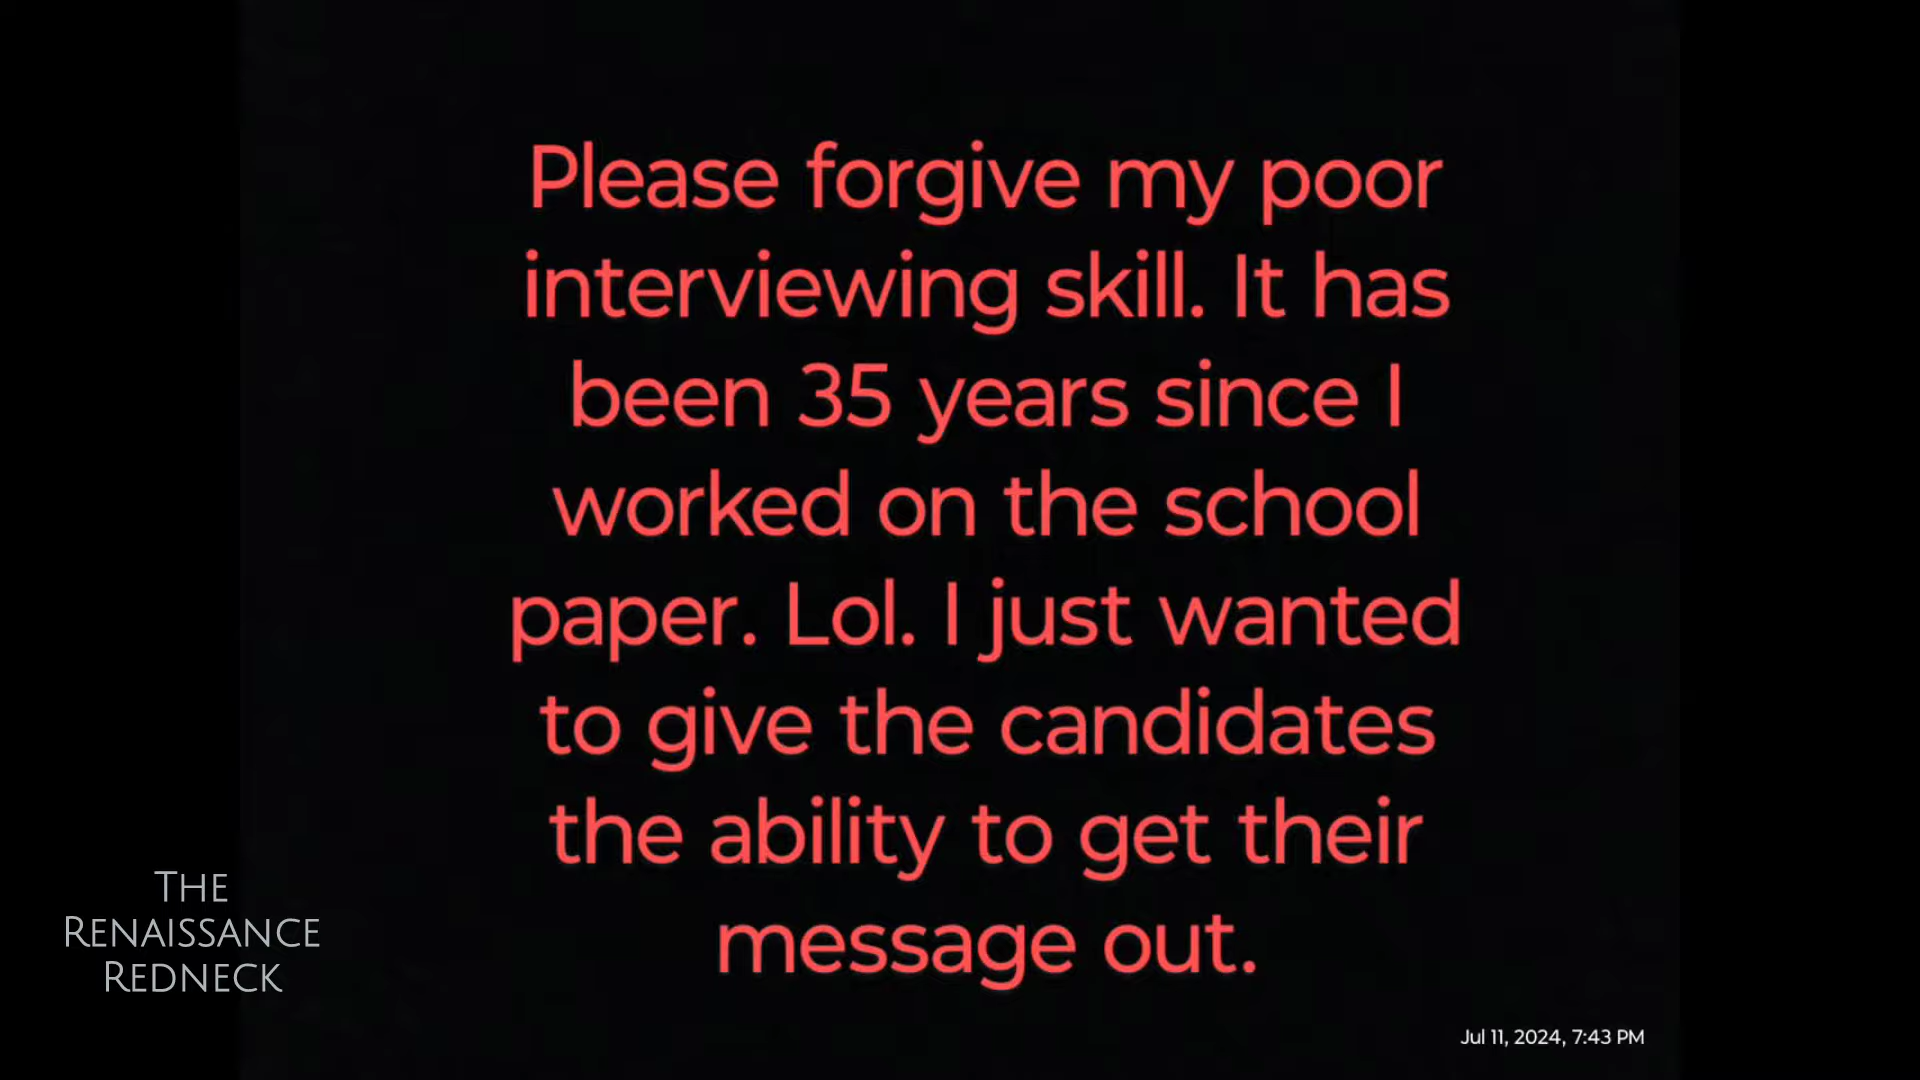 Please forgive my poor
interviewing skill. It has
been 35 years since I
worked on the school
paper. Lol. I just wanted
to give the candidates
the ability to get their
message out.
The
Renaissance
Redneck
Jul 11, 2024, 7:43 PM